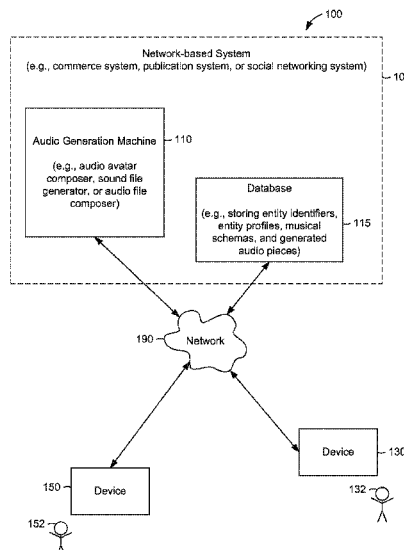 100
Network-based System
(e.g., commerce system, publication system, or social networking system)
10
Audio Generation Machine
(e.g., audio avatar
composer, sound file
generator, or audio file
composer)
110
Database
(e.g., storing entity identifiers,
entity profiles, musical
schemas, and generated
audio pieces)
115
190
Network
Device
130
150
Device
132
152